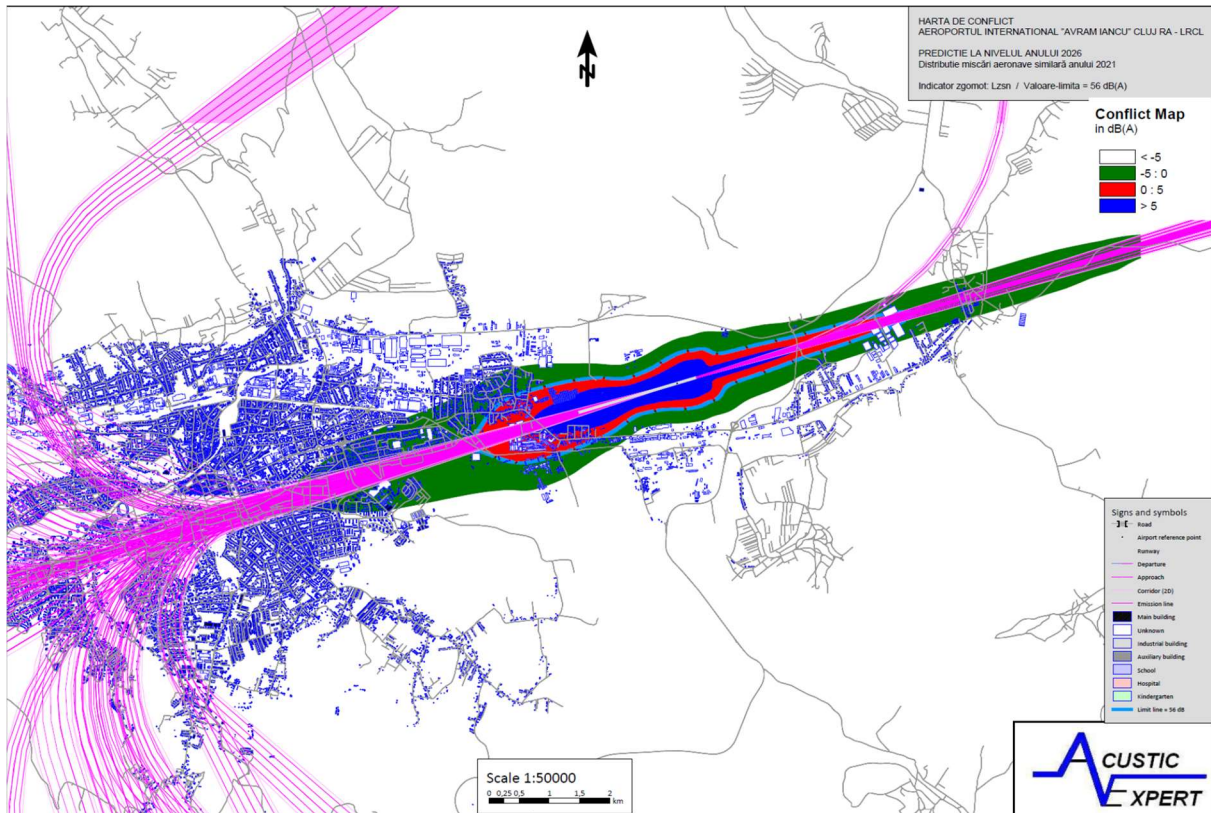 HARTA DE CONFLICT
AEROPORTUL INTERNATIONAL "AVRAM IANCU" CLUJ RA - LRCL
PREDICTIE LA NIVELUL ANULUI 2026
Distributie miscări aeronave similară anului 2021
Indicator zgomot: Lzsn / Valoare-limita = 56 dB(A)
N
Conflict Map
in dB(A)
< -5
-5 : 0
0 : 5
> 5
Signs and symbols
Road
Airport reference point
Runway
Departure
Approach
Corridor (2D)
Emission line
Main building
Unknown
Industrial building
Auxiliary building
School
Hospital
Kindergarten
Limit line = 56 dB
Scale 1:50000
0 0,25 0,5 1 1,5 2
km
ACUSTIC
EXPERT